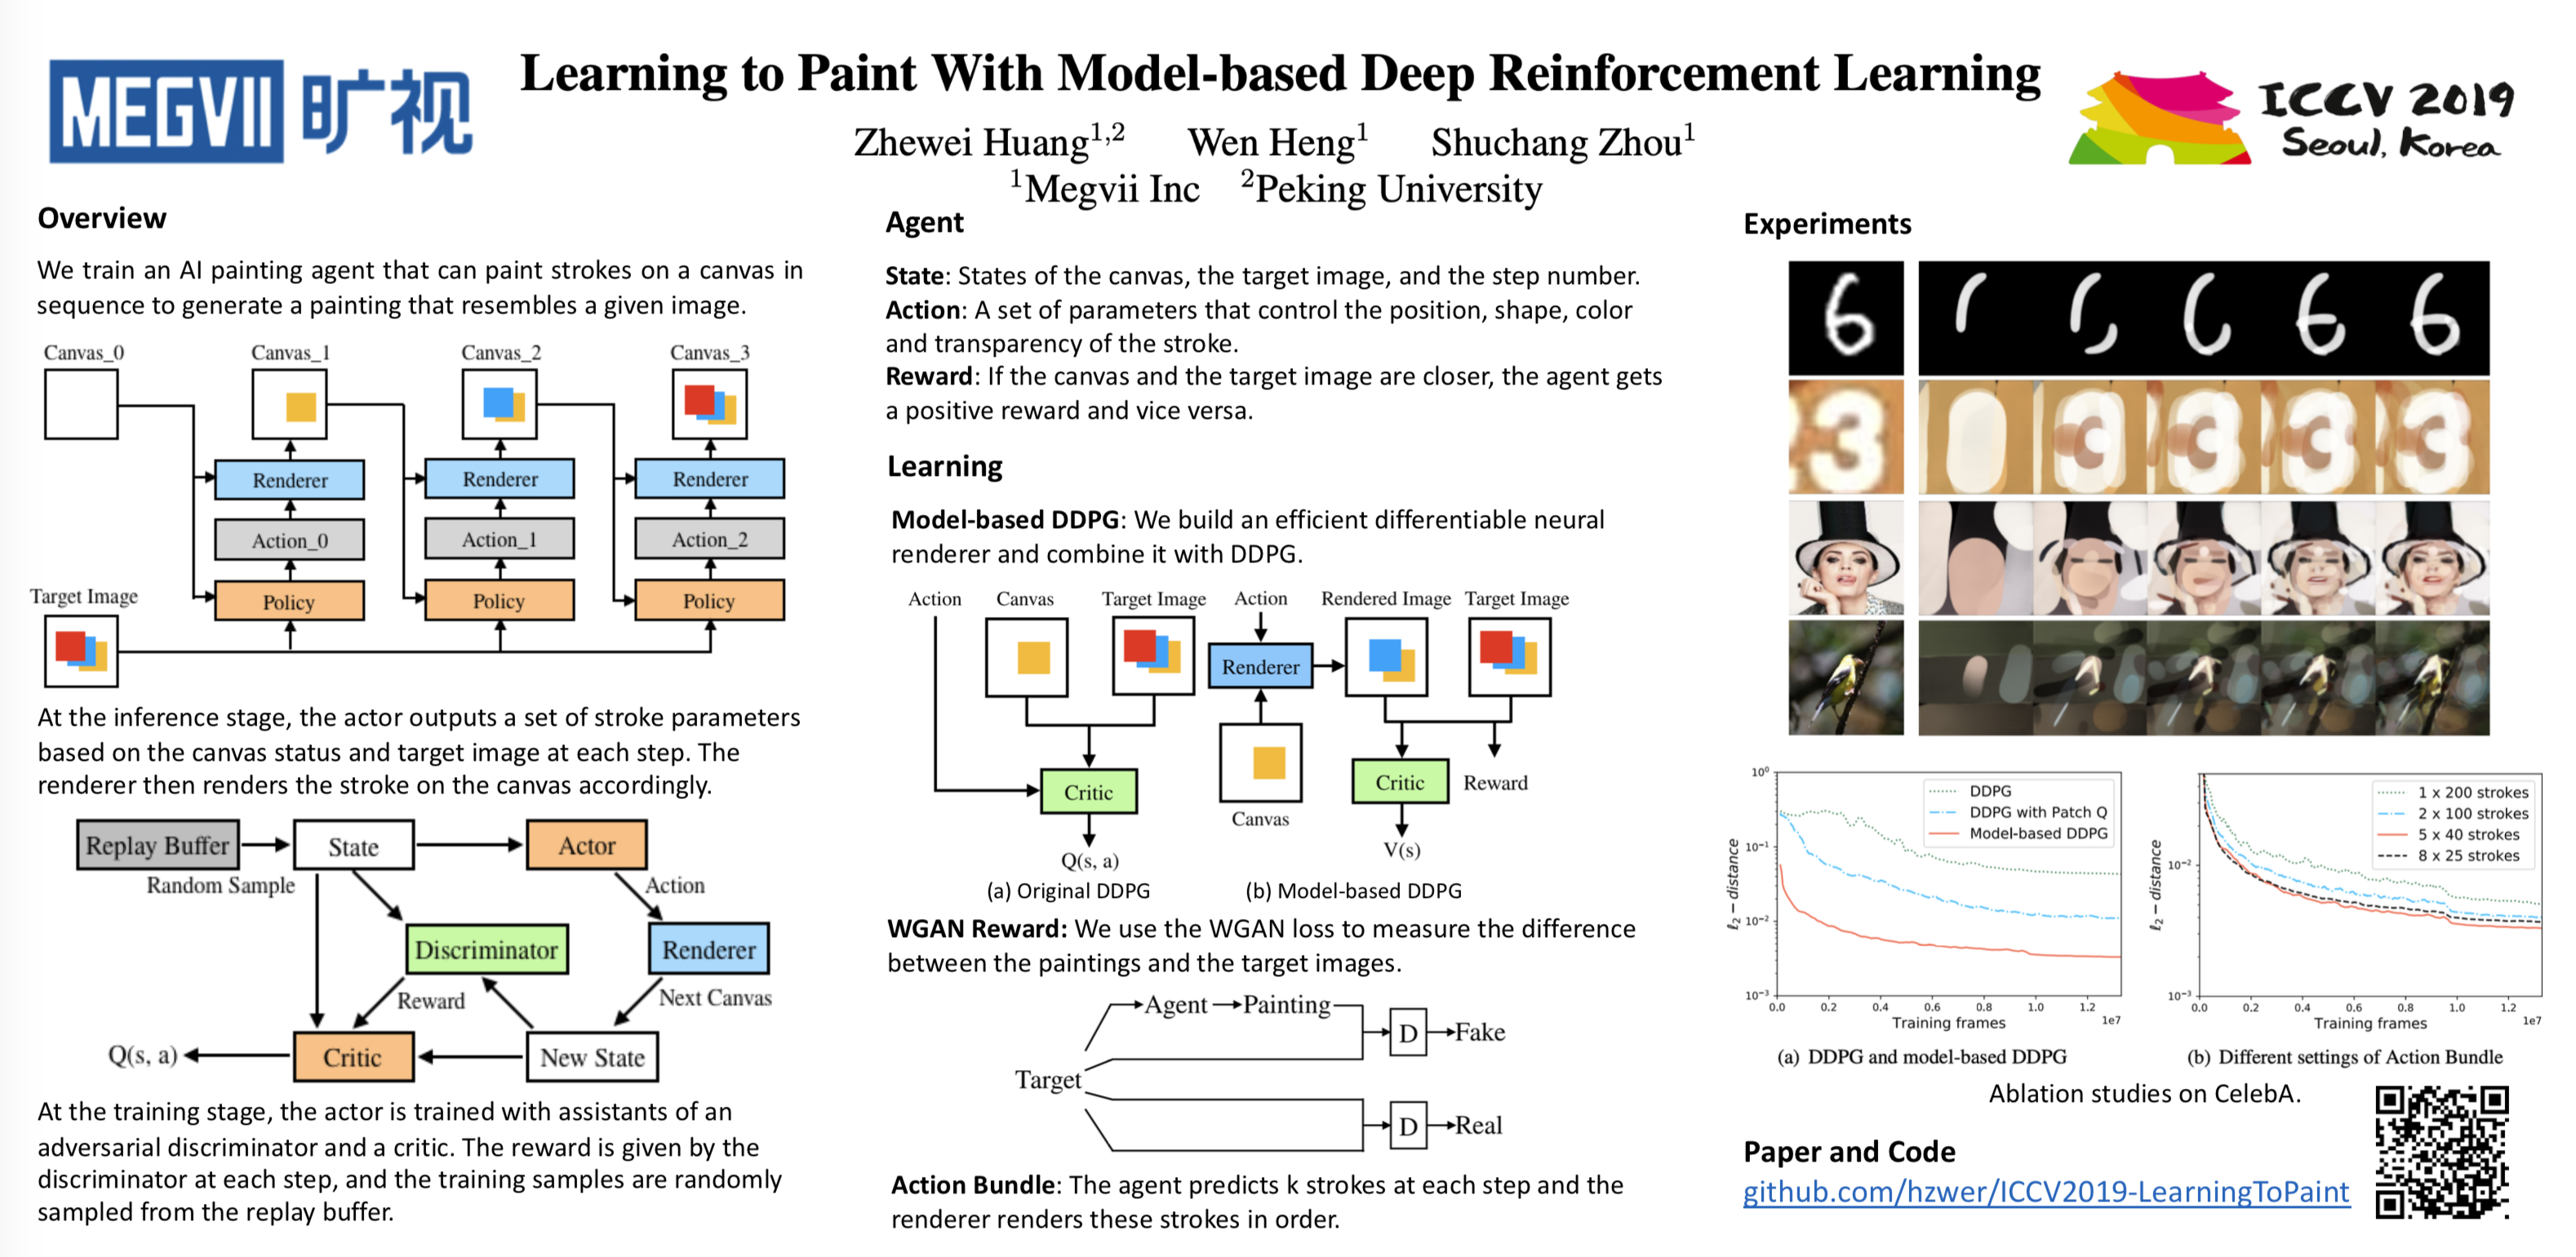 MEGVII 旷视
Learning to Paint With Model-based Deep Reinforcement Learning
Zhewei Huang1,2 Wen Heng1 Shuchang Zhou1
1Megvii Inc 2Peking University
ICCV 2019
Seoul, Korea
Overview
We train an AI painting agent that can paint strokes on a canvas in
sequence to generate a painting that resembles a given image.
Canvas_0 Canvas_1 Canvas_2 Canvas_3
Renderer Renderer Renderer
Action_0 Action_1 Action_2
Policy Policy Policy
Target Image
At the inference stage, the actor outputs a set of stroke parameters
based on the canvas status and target image at each step. The
renderer then renders the stroke on the canvas accordingly.
Replay Buffer State Actor
Random Sample Action
Discriminator Renderer
Reward Next Canvas
Q(s, a) Critic New State
At the training stage, the actor is trained with assistants of an
adversarial discriminator and a critic. The reward is given by the
discriminator at each step, and the training samples are randomly
sampled from the replay buffer.
Agent
State: States of the canvas, the target image, and the step number.
Action: A set of parameters that control the position, shape, color
and transparency of the stroke.
Reward: If the canvas and the target image are closer, the agent gets
a positive reward and vice versa.
Learning
Model-based DDPG: We build an efficient differentiable neural
renderer and combine it with DDPG.
Action Canvas Target Image Action Rendered Image Target Image
Renderer
Critic Critic Reward
Canvas
Q(s, a) V(s)
(a) Original DDPG (b) Model-based DDPG
WGAN Reward: We use the WGAN loss to measure the difference
between the paintings and the target images.
Agent Painting
D Fake
Target
D Real
Action Bundle: The agent predicts k strokes at each step and the
renderer renders these strokes in order.
Experiments
6 6
3 3 3 3 3
10^0
10^-1
10^-2
10^-3
ℓ2 − distance
DDPG
DDPG with Patch Q
Model-based DDPG
0.0 0.2 0.4 0.6 0.8 1.0 1.2
Training frames 1e7
(a) DDPG and model-based DDPG
10^-2
10^-3
ℓ2 − distance
1 x 200 strokes
2 x 100 strokes
5 x 40 strokes
8 x 25 strokes
0.0 0.2 0.4 0.6 0.8 1.0 1.2
Training frames 1e7
(b) Different settings of Action Bundle
Ablation studies on CelebA.
Paper and Code
github.com/hzwer/ICCV2019-LearningToPaint